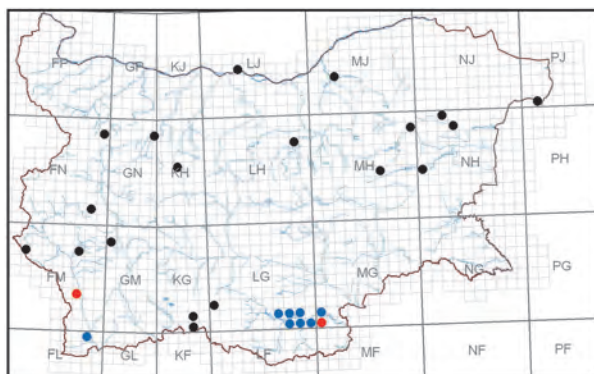 FP GP KJ LJ MJ NJ PJ
FN GN KH LH MH NH PH
FM GM KG LG MG NG PG
FL GL KF LF MF NF PF